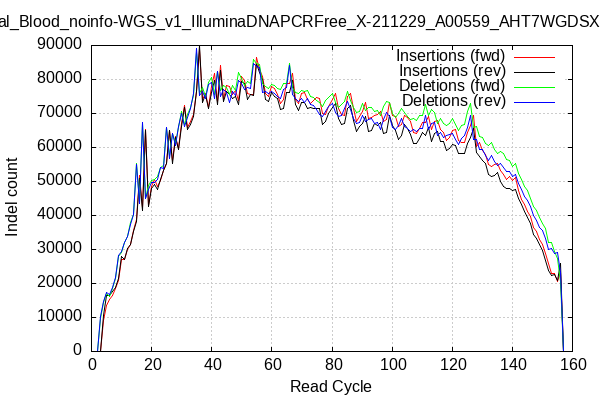 al_Blood_noinfo-WGS_v1_IlluminaDNAPCRFree_X-211229_A00559_AHT7WGDSX
Insertions (fwd)
Insertions (rev)
Deletions (fwd)
Deletions (rev)
Indel count
90000
80000
70000
60000
50000
40000
30000
20000
10000
0
0 20 40 60 80 100 120 140 160
Read Cycle